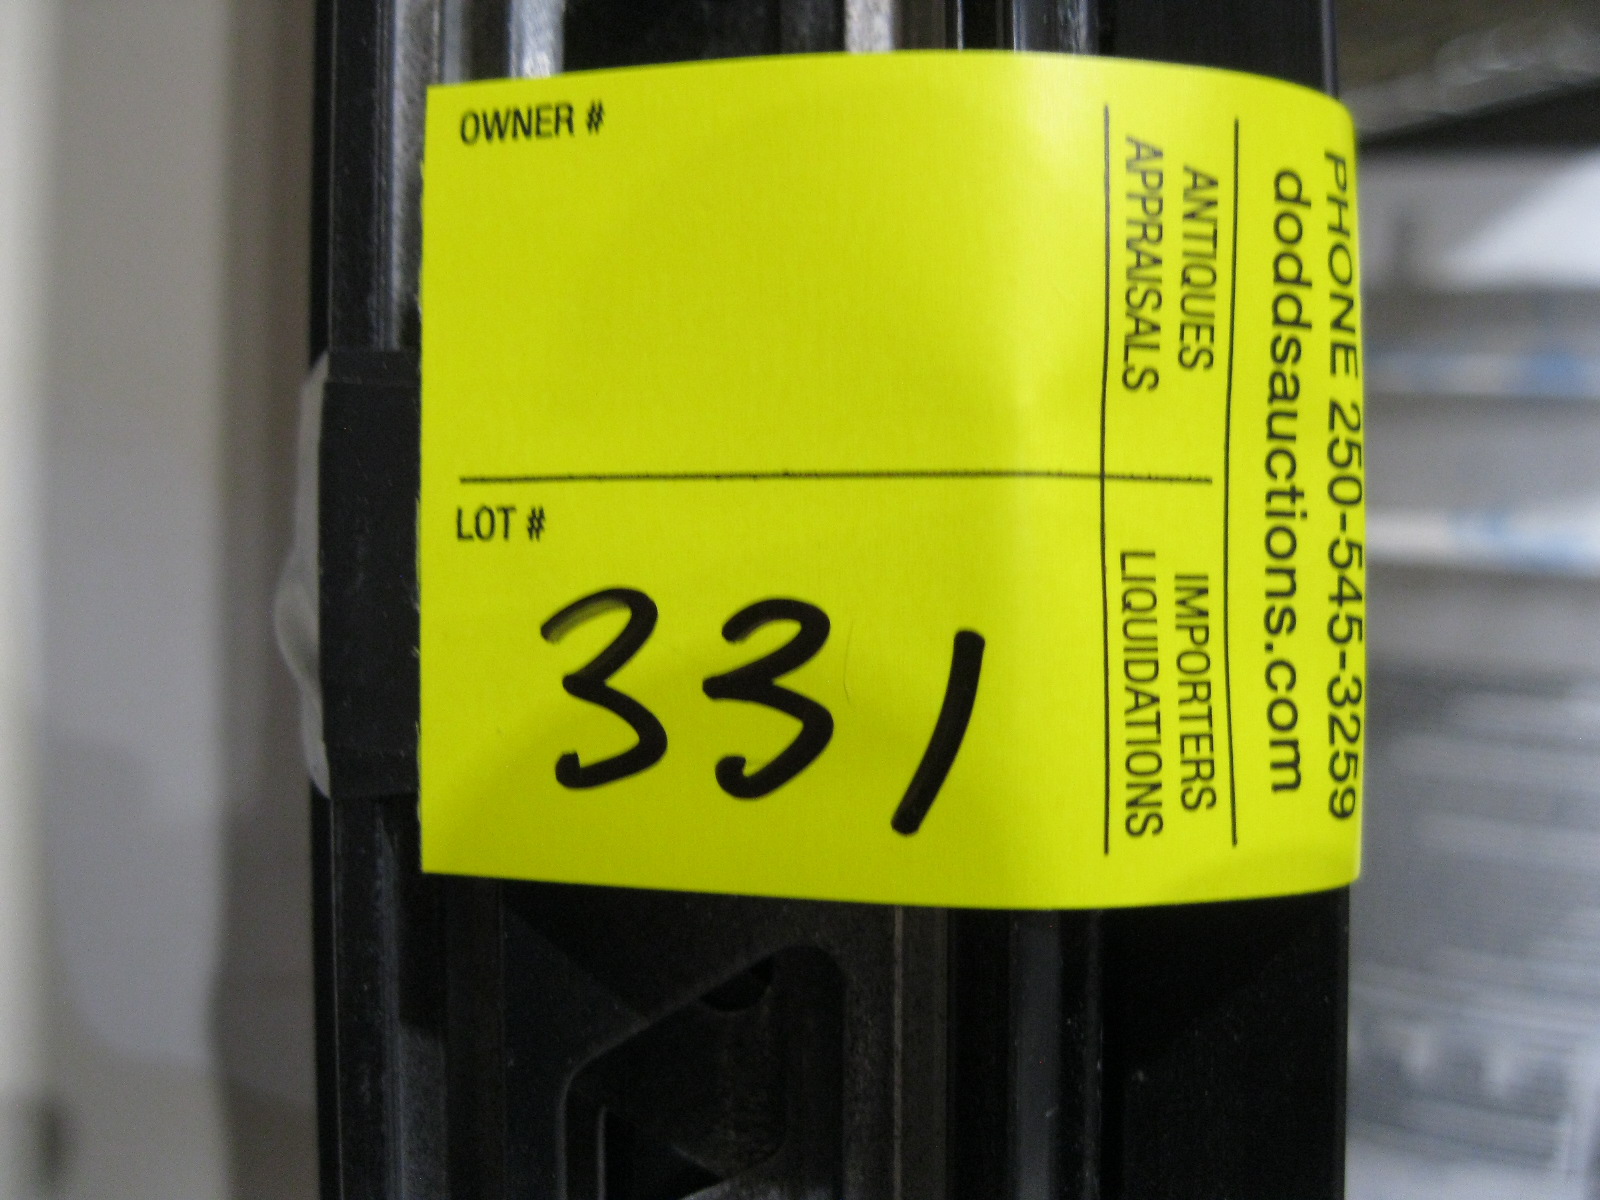 OWNER #
LOT #
331
PHONE 250-545-3259
doddsauctions.com
ANTIQUES IMPORTERS
APPRAISALS LIQUIDATIONS